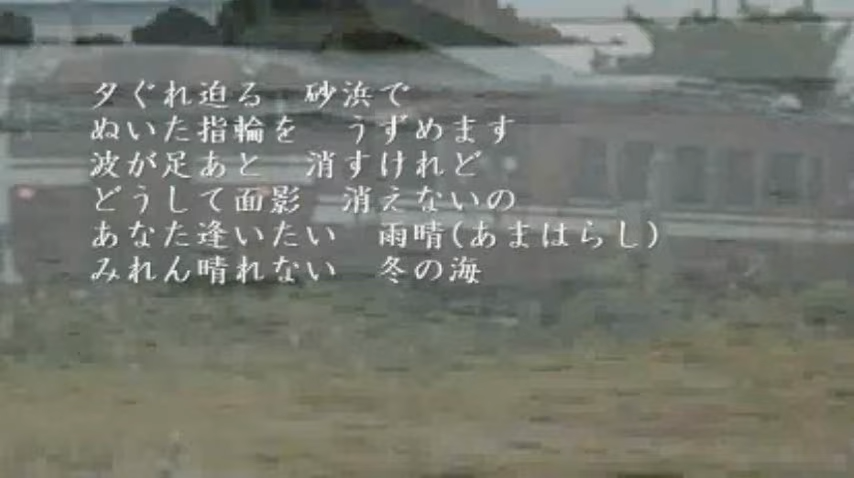 夕ぐれ迫る　砂浜で
ぬいた指輪を　うずめます
波が足あと　消すけれど
どうして面影　消えないの
あなた逢いたい　雨晴(あまはらし)
みれん晴れない　冬の海